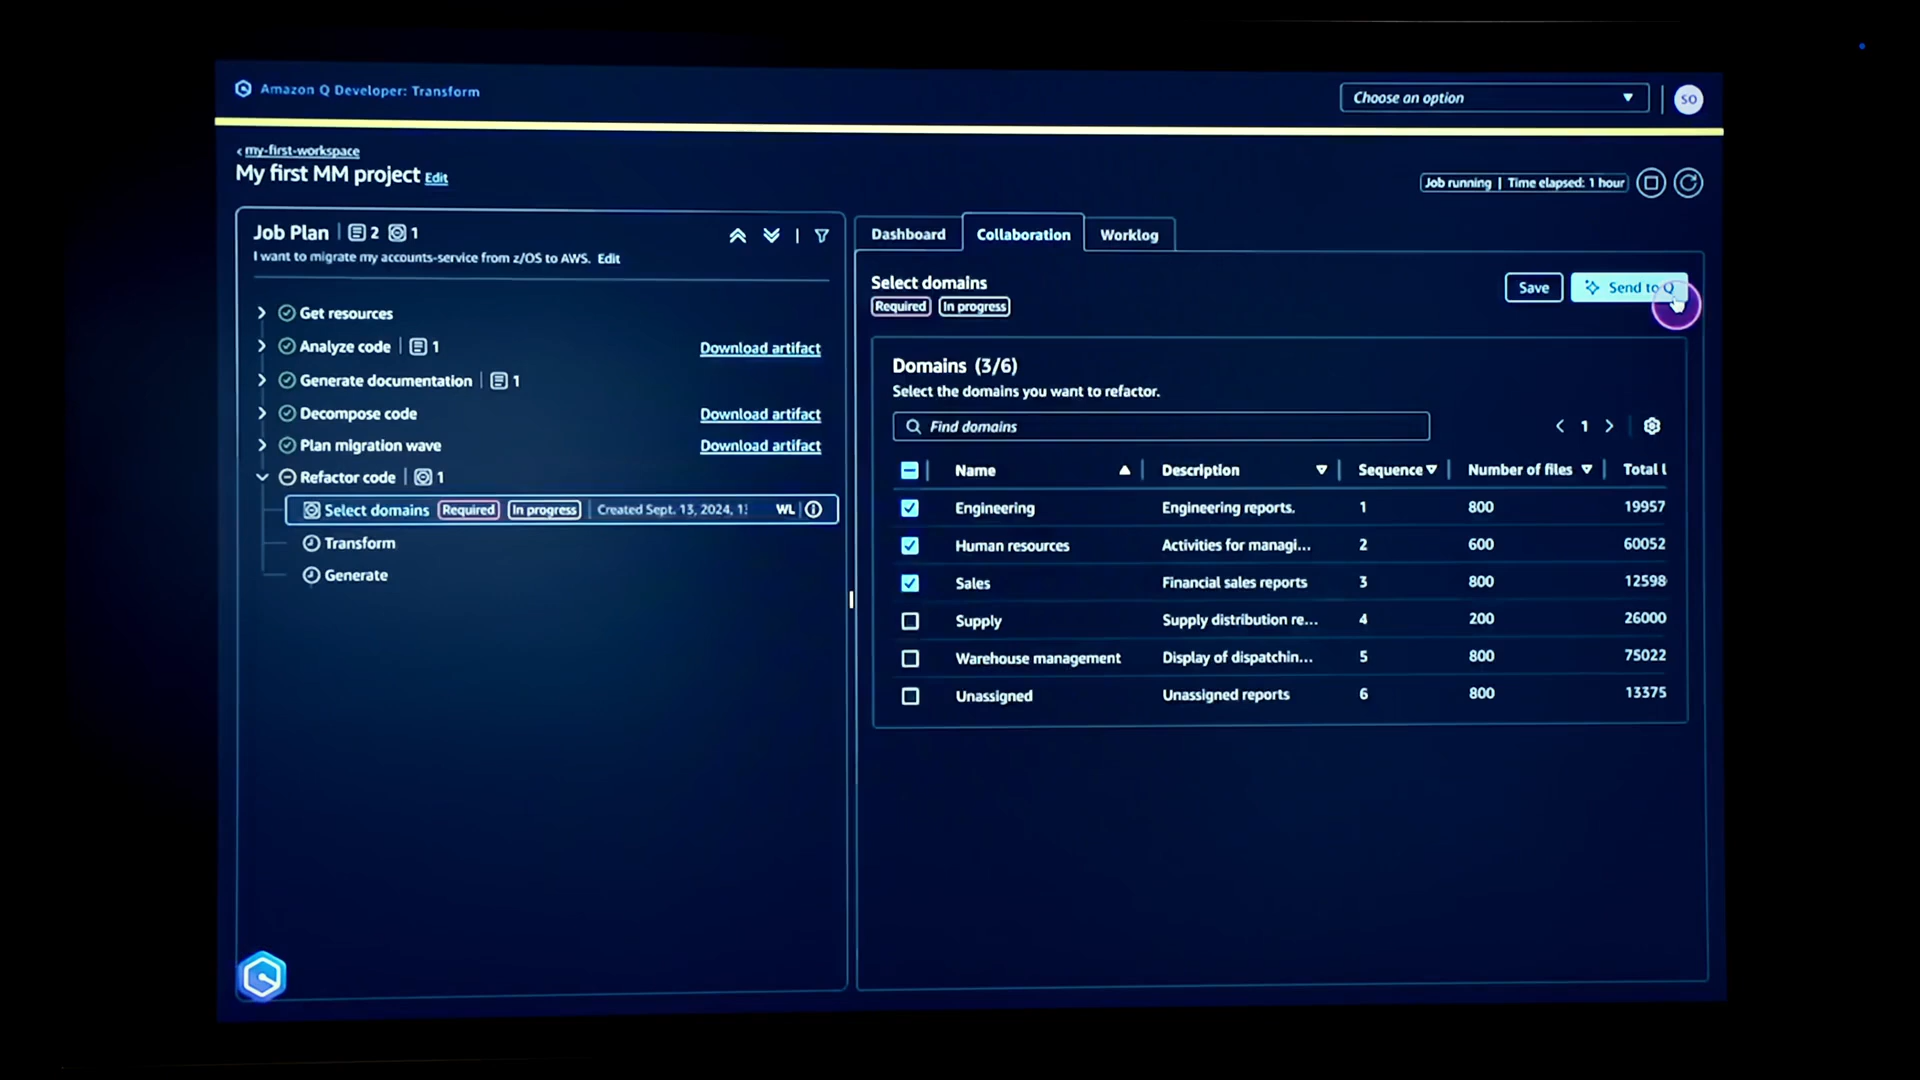 Amazon Q Developer: Transform
Choose an option
SO
my-first-workspace
My first MM project Edit
Job running | Time elapsed: 1 hour
Job Plan 2 1
I want to migrate my accounts-service from z/OS to AWS. Edit
Get resources
Analyze code 1 Download artifact
Generate documentation 1
Decompose code Download artifact
Plan migration wave Download artifact
Refactor code 1
Select domains Required In progress Created Sept. 13, 2024, WL
Transform
Generate
Dashboard Collaboration Worklog
Select domains
Required In progress
Save Send to Q
Domains (3/6)
Select the domains you want to refactor.
Find domains
1
Name Description Sequence Number of files Total
Engineering Engineering reports. 1 800 19957
Human resources Activities for managi... 2 600 60052
Sales Financial sales reports 3 800 12598
Supply Supply distribution re... 4 200 26000
Warehouse management Display of dispatchin... 5 800 75022
Unassigned Unassigned reports 6 800 13375